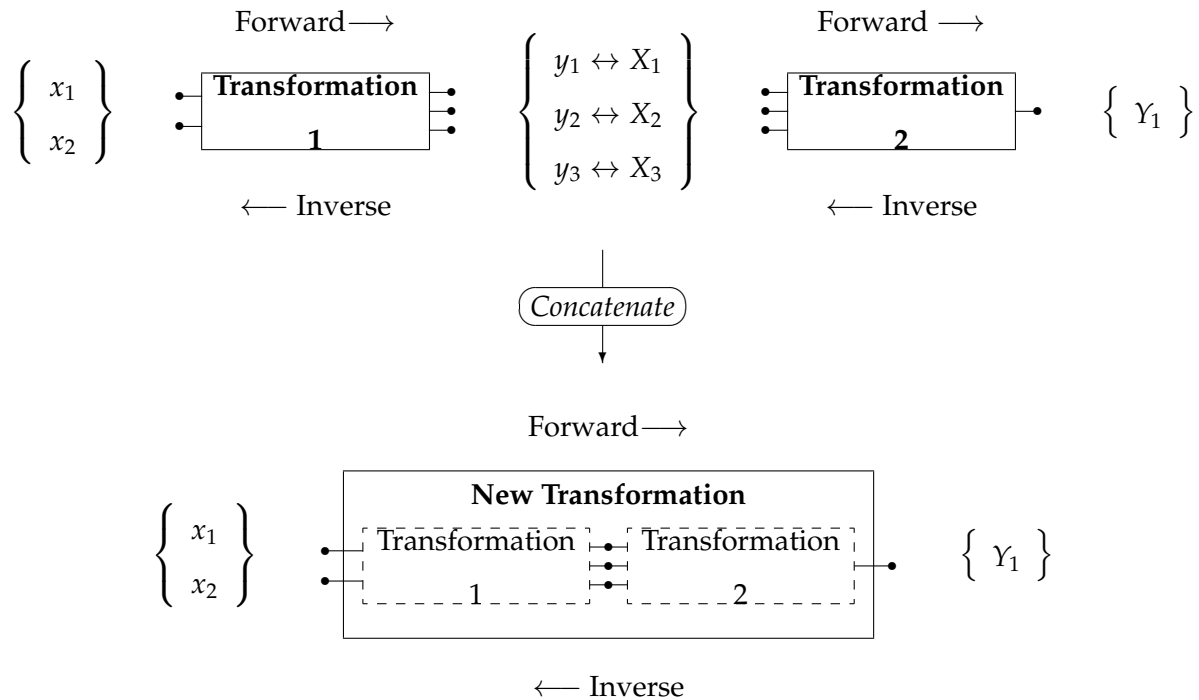 Forward⟶ Forward ⟶
{ x₁ x₂ } Transformation 1 { y₁ ↔ X₁ y₂ ↔ X₂ y₃ ↔ X₃ } Transformation 2 { Y₁ }
⟵ Inverse ⟵ Inverse
Concatenate
Forward⟶
New Transformation
{ x₁ x₂ } Transformation 1 Transformation 2 { Y₁ }
⟵ Inverse